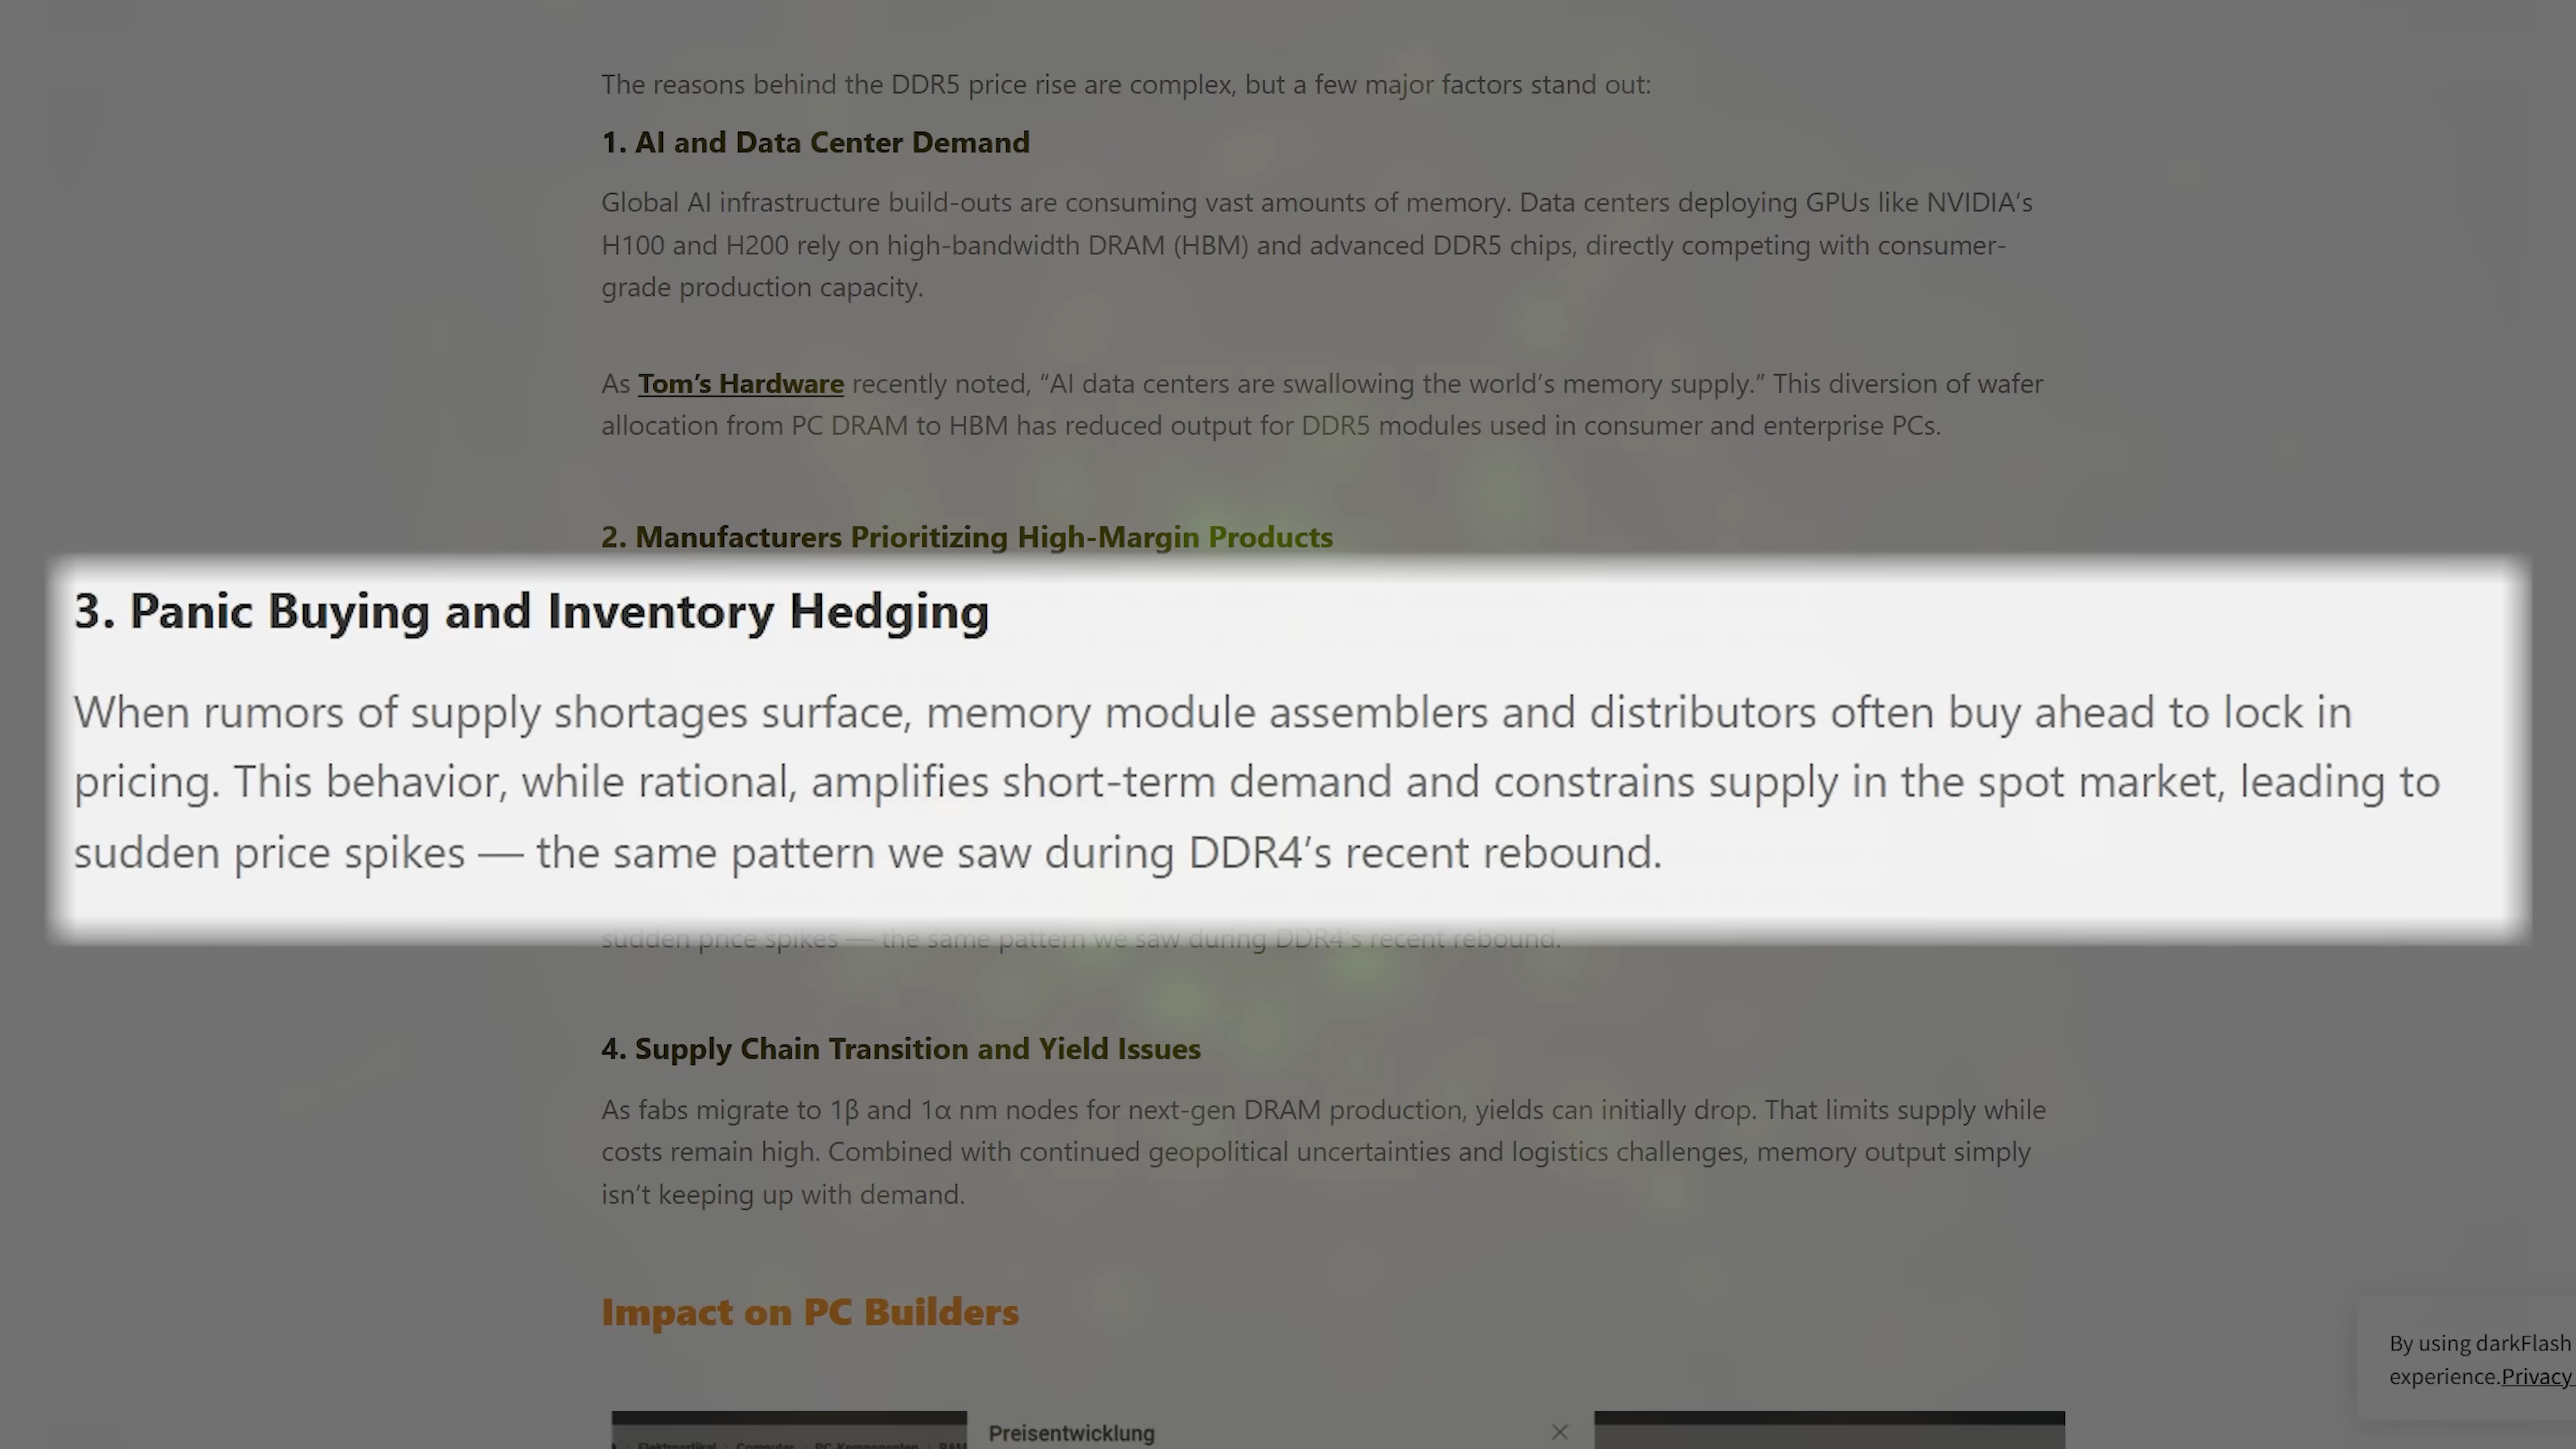 The reasons behind the DDR5 price rise are complex, but a few major factors stand out:
1. AI and Data Center Demand
Global AI infrastructure build-outs are consuming vast amounts of memory. Data centers deploying GPUs like NVIDIA’s
H100 and H200 rely on high-bandwidth DRAM (HBM) and advanced DDR5 chips, directly competing with consumer-
grade production capacity.
As Tom’s Hardware recently noted, “AI data centers are swallowing the world’s memory supply.” This diversion of wafer
allocation from PC DRAM to HBM has reduced output for DDR5 modules used in consumer and enterprise PCs.
2. Manufacturers Prioritizing High-Margin Products
3. Panic Buying and Inventory Hedging
When rumors of supply shortages surface, memory module assemblers and distributors often buy ahead to lock in
pricing. This behavior, while rational, amplifies short-term demand and constrains supply in the spot market, leading to
sudden price spikes — the same pattern we saw during DDR4’s recent rebound.
sudden price spikes — the same pattern we saw during DDR4’s recent rebound.
4. Supply Chain Transition and Yield Issues
As fabs migrate to 1β and 1α nm nodes for next-gen DRAM production, yields can initially drop. That limits supply while
costs remain high. Combined with continued geopolitical uncertainties and logistics challenges, memory output simply
isn’t keeping up with demand.
Impact on PC Builders
By using darkFlash
experience.Privacy
Preisentwicklung
Elektroartikel Computer PC-Komponenten RAM